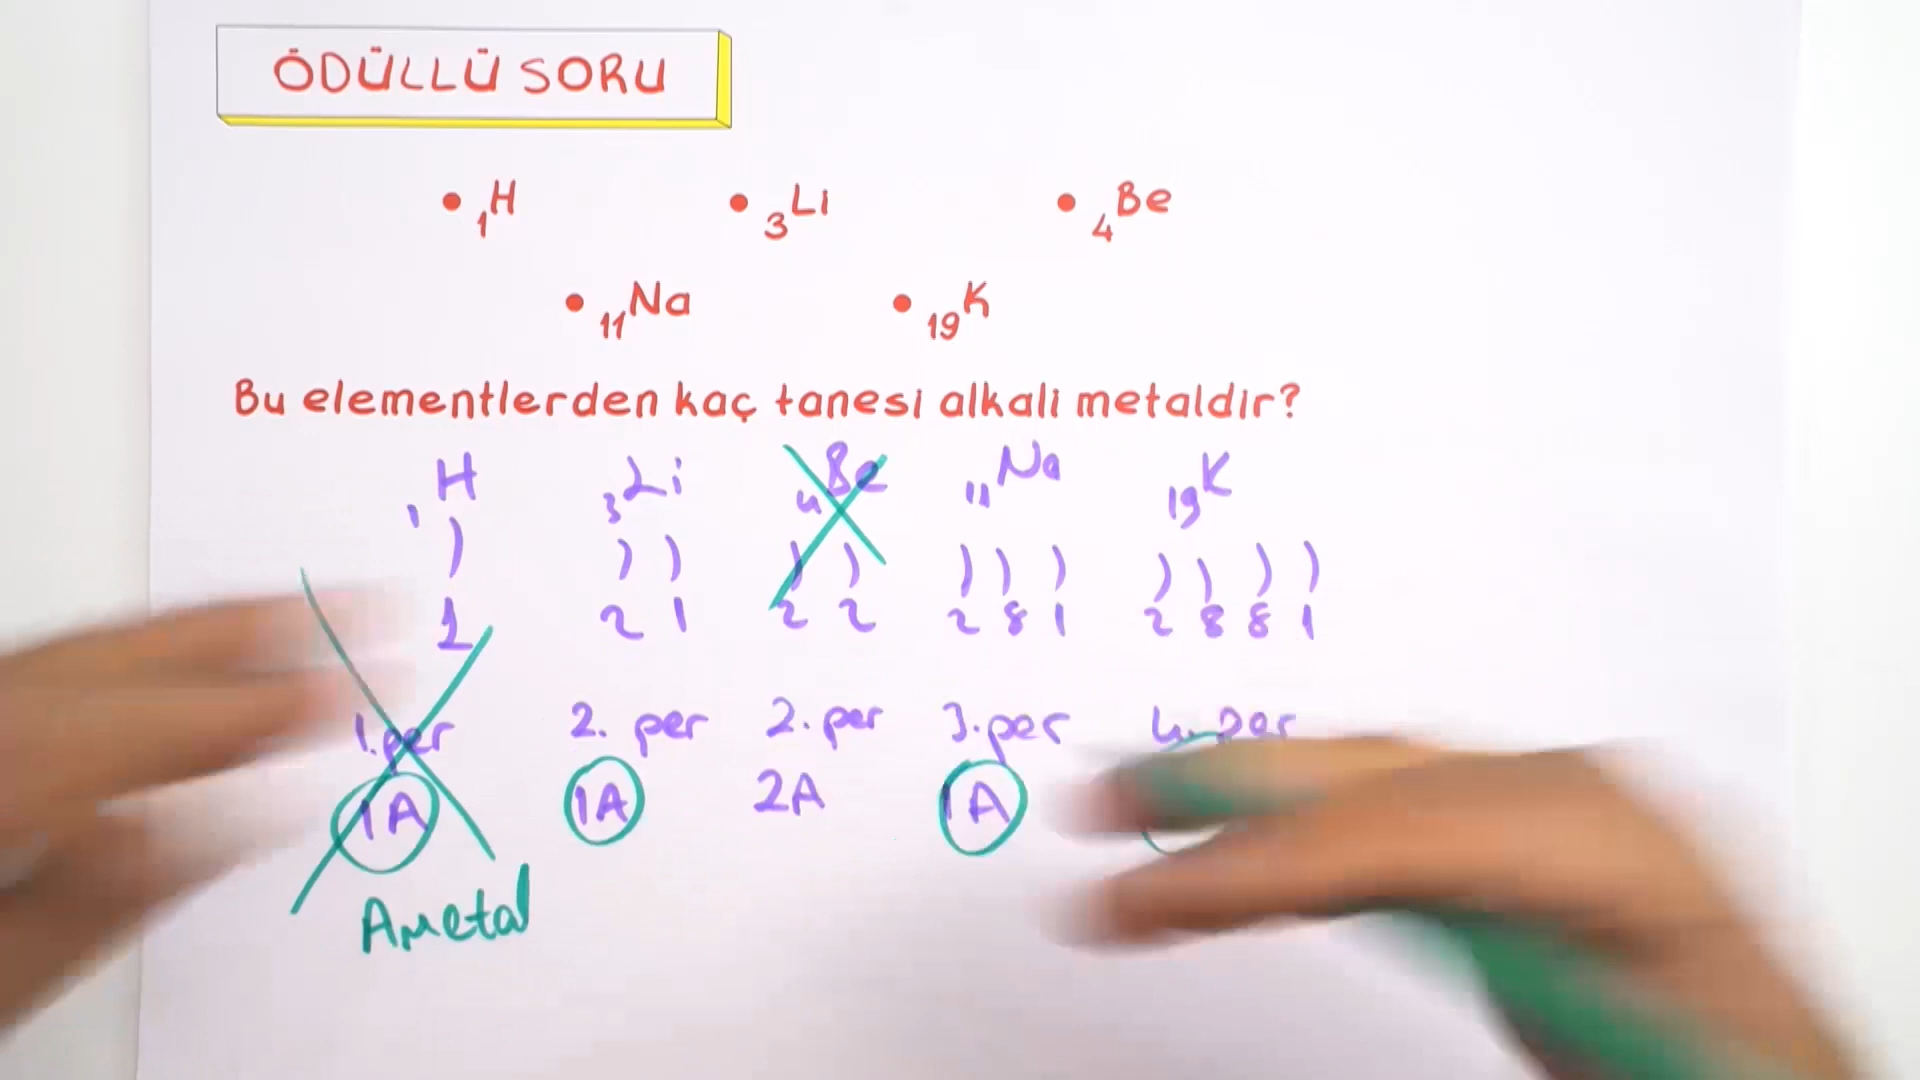 ÖDÜLLÜ SORU
• ₁H • ₃Li • ₄Be
• ₁₁Na • ₁₉K
Bu elementlerden kaç tanesi alkali metaldir?
₁H ₃Li ₄Be ₁₁Na ₁₉K
) ) ) ) ) ) ) ) ) ) ) )
1 2 1 2 2 2 8 1 2 8 8 1
1.per 2. per 2. per 3.per 4.per
1A 1A 2A 1A
Ametal